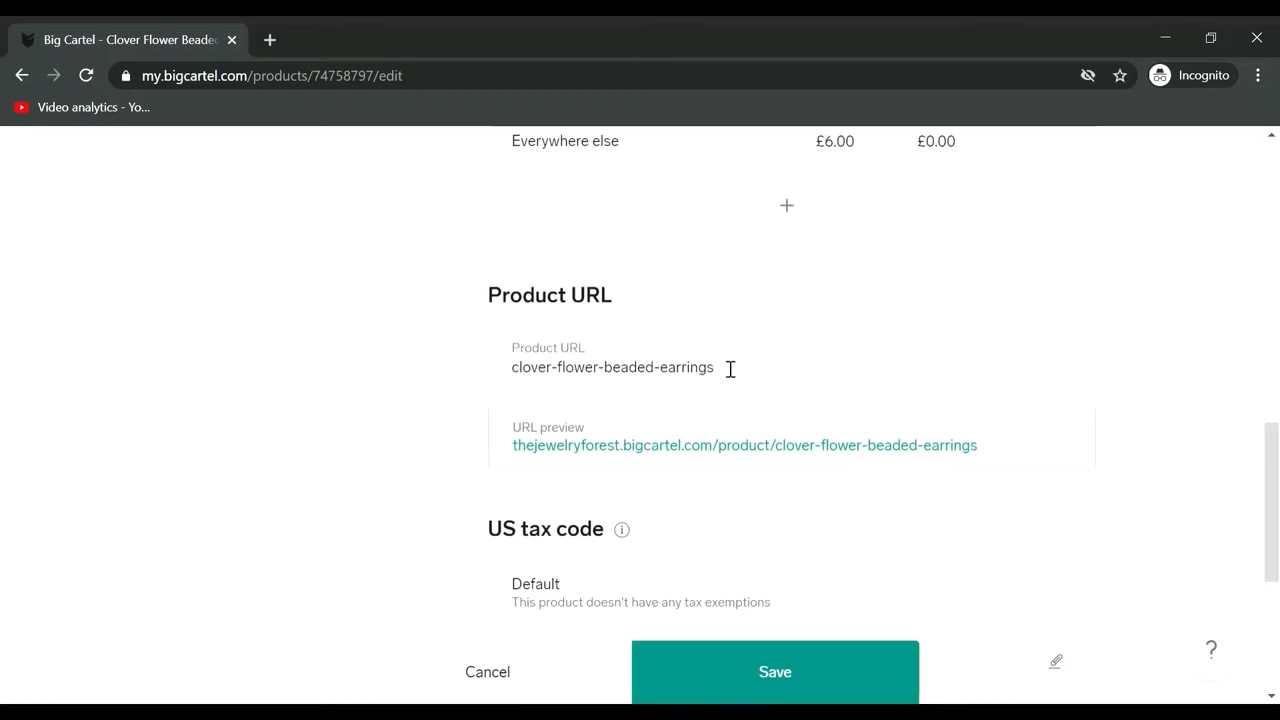 Big Cartel - Clover Flower Beade
my.bigcartel.com/products/74758797/edit
Incognito
Video analytics - Yo...
Everywhere else £6.00 £0.00
Product URL
Product URL
clover-flower-beaded-earrings
URL preview
thejewelryforest.bigcartel.com/product/clover-flower-beaded-earrings
US tax code
Default
This product doesn't have any tax exemptions
Cancel
Save
?